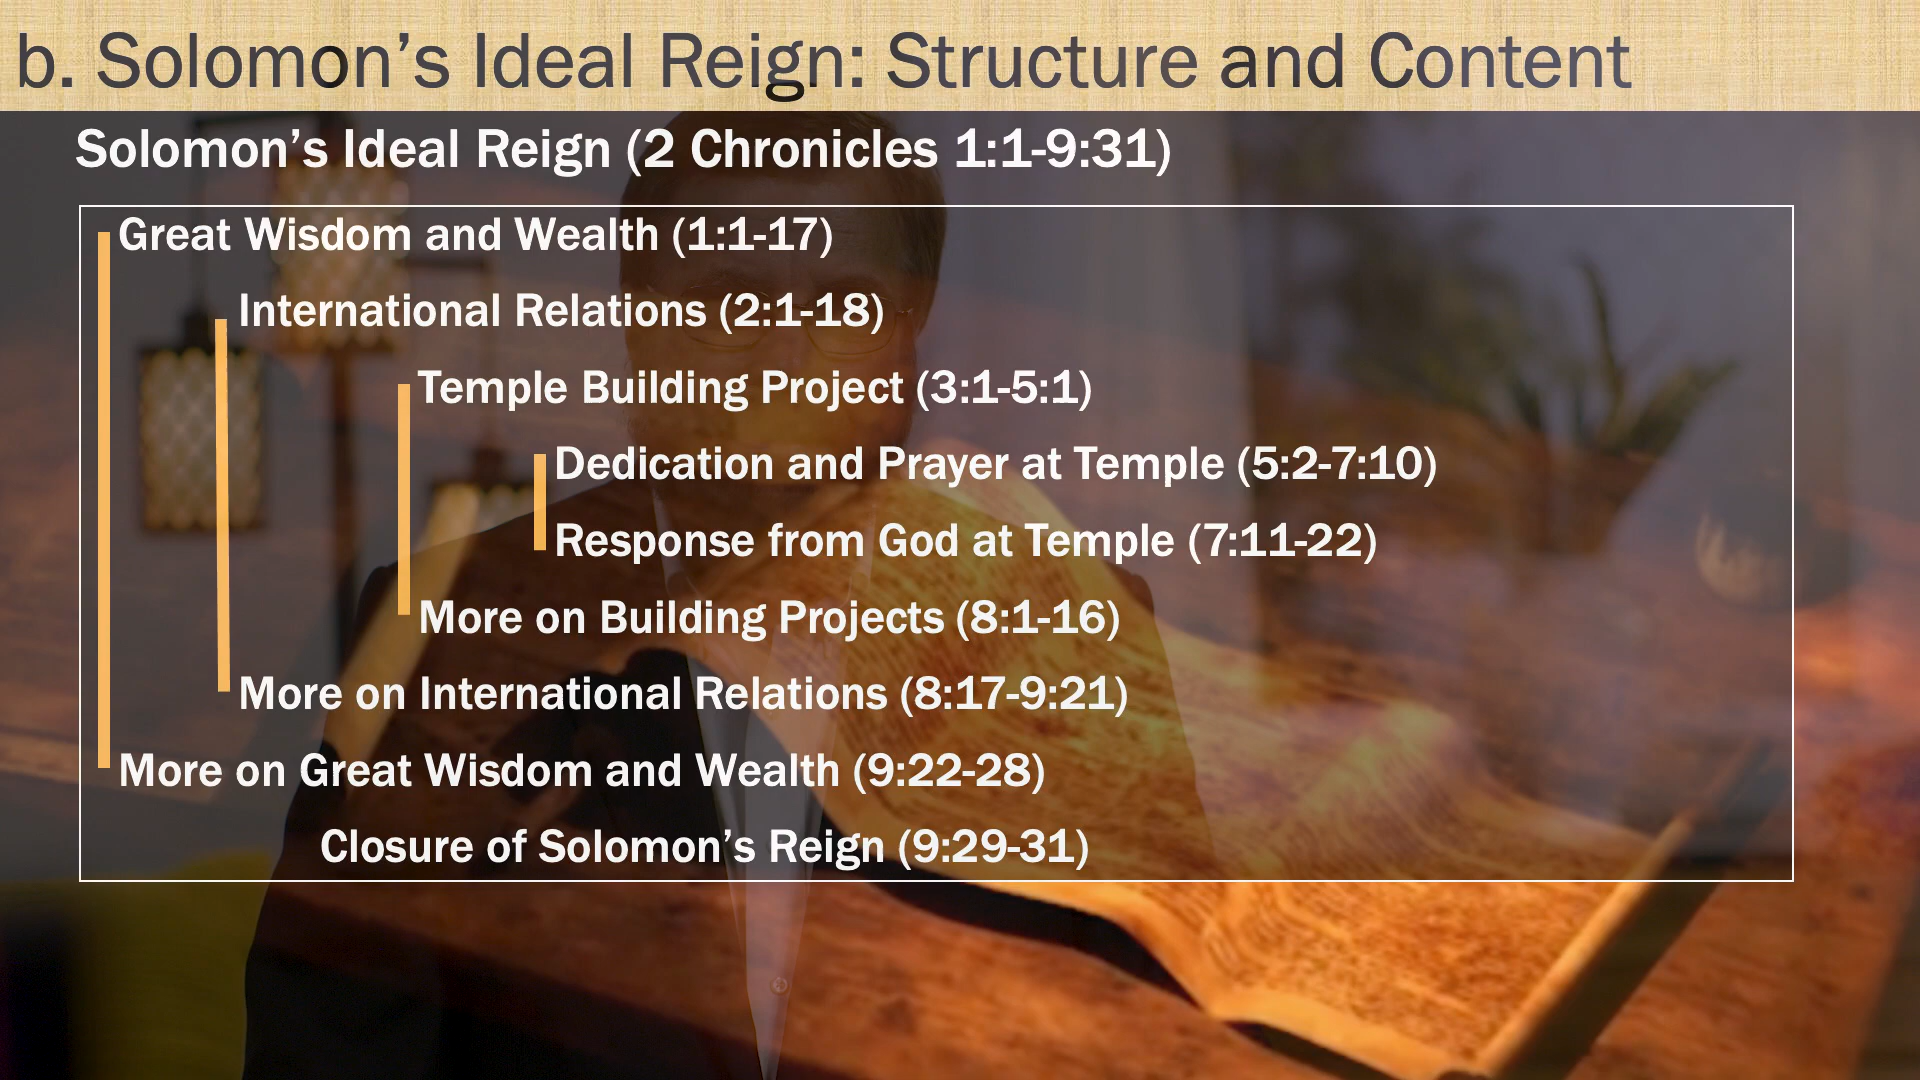 b. Solomon’s Ideal Reign: Structure and Content
Solomon’s Ideal Reign (2 Chronicles 1:1-9:31)
Great Wisdom and Wealth (1:1-17)
International Relations (2:1-18)
Temple Building Project (3:1-5:1)
Dedication and Prayer at Temple (5:2-7:10)
Response from God at Temple (7:11-22)
More on Building Projects (8:1-16)
More on International Relations (8:17-9:21)
More on Great Wisdom and Wealth (9:22-28)
Closure of Solomon’s Reign (9:29-31)